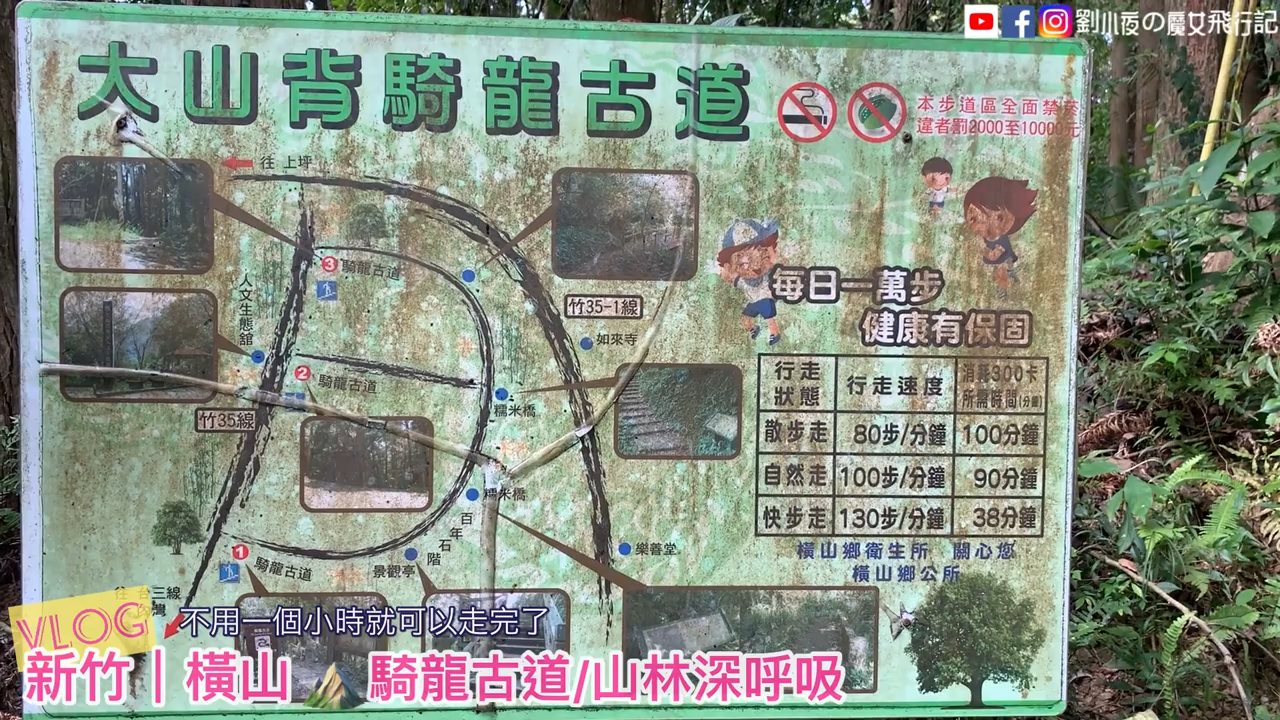 劉小夜の魔女飛行記
大山背騎龍古道
本步道區全面禁菸
違者罰2000至10000元
往 上坪
3 騎龍古道
人文生態舘
竹35-1線
如來寺
每日一萬步
健康有保固
行走狀態 行走速度 消耗300卡所需時間(分鐘)
散步走 80步/分鐘 100分鐘
自然走 100步/分鐘 90分鐘
快步走 130步/分鐘 38分鐘
橫山鄉衛生所 關心您
橫山鄉公所
2 騎龍古道
竹35線
糯米橋
糯米橋
百年石階
樂善堂
1 騎龍古道
景觀亭
往 台三線
內灣
VLOG
不用一個小時就可以走完了
新竹｜橫山 騎龍古道/山林深呼吸